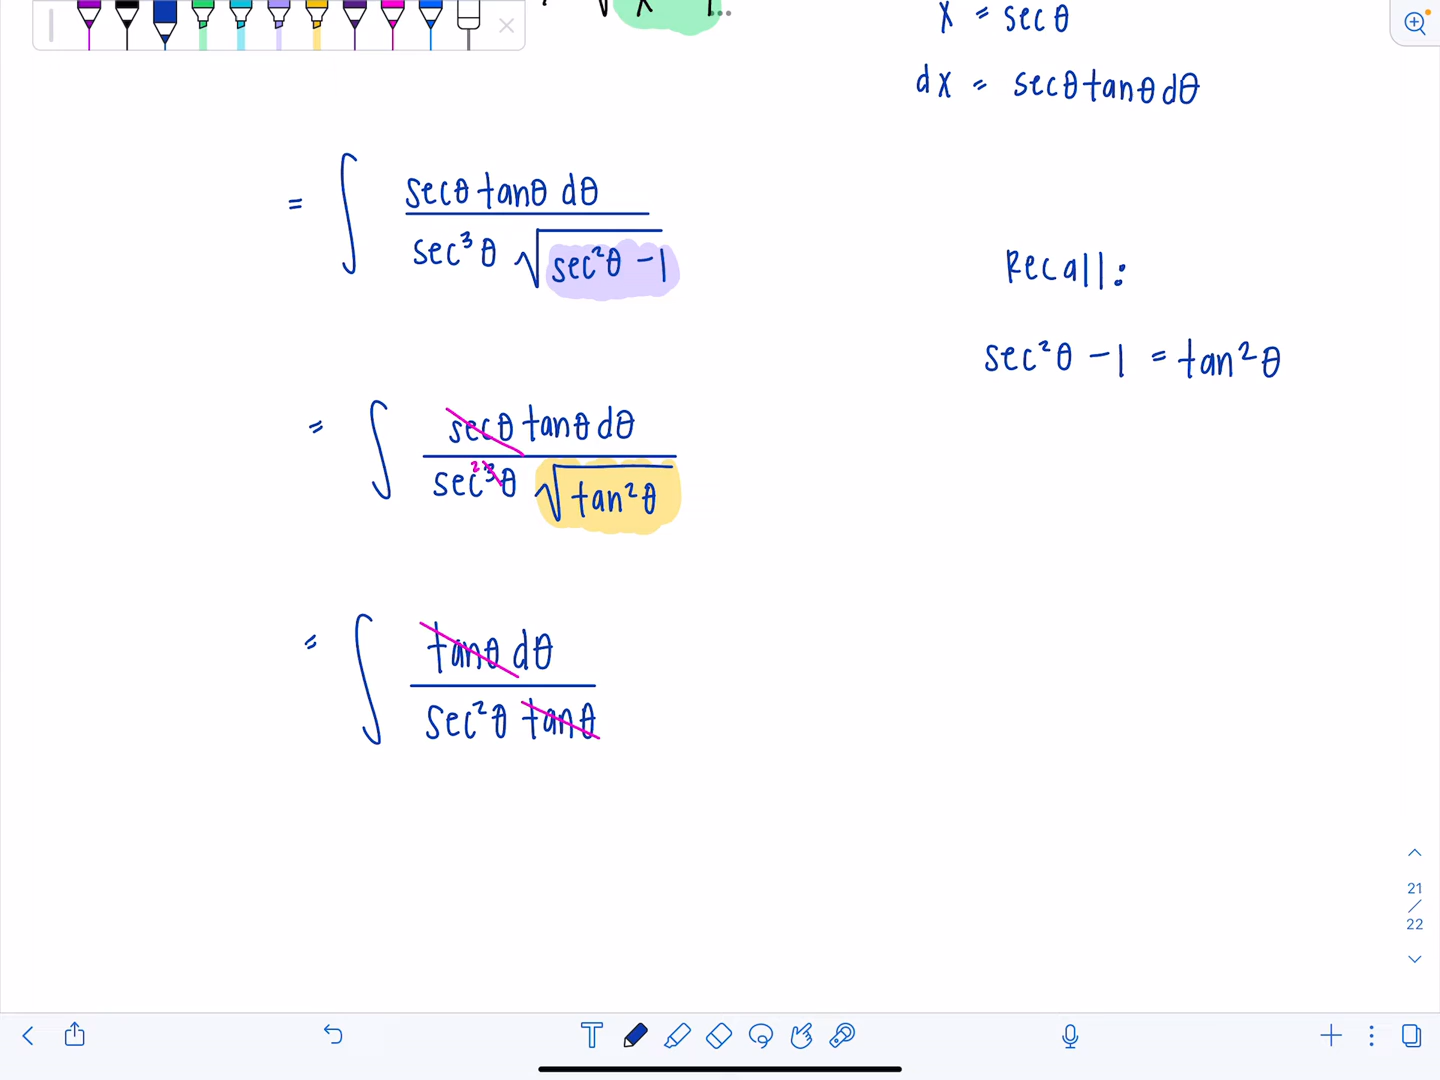 x = secθ
dx = secθ tanθ dθ
= ∫ secθ tanθ dθ
sec³θ √sec²θ - 1
Recall:
sec²θ - 1 = tan²θ
= ∫ secθ tanθ dθ
sec²³θ √tan²θ
= ∫ tanθ dθ
sec²θ tanθ
21
/
22
T